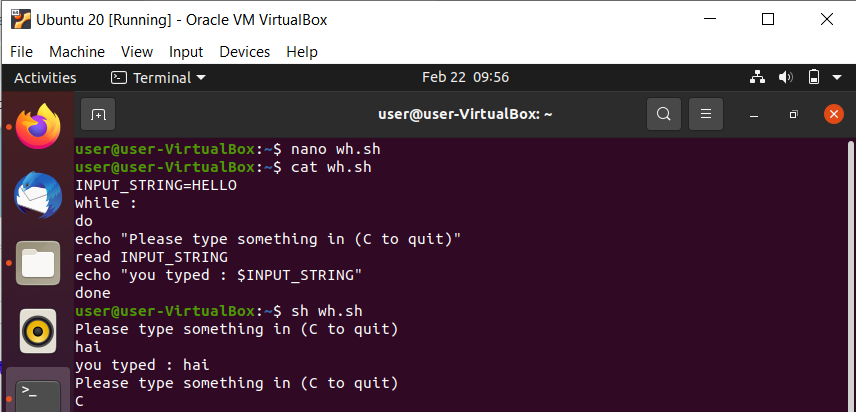 Ubuntu 20 [Running] - Oracle VM VirtualBox
File Machine View Input Devices Help
Activities Terminal Feb 22 09:56
user@user-VirtualBox: ~
user@user-VirtualBox:~$ nano wh.sh
user@user-VirtualBox:~$ cat wh.sh
INPUT_STRING=HELLO
while :
do
echo "Please type something in (C to quit)"
read INPUT_STRING
echo "you typed : $INPUT_STRING"
done
user@user-VirtualBox:~$ sh wh.sh
Please type something in (C to quit)
hai
you typed : hai
Please type something in (C to quit)
C